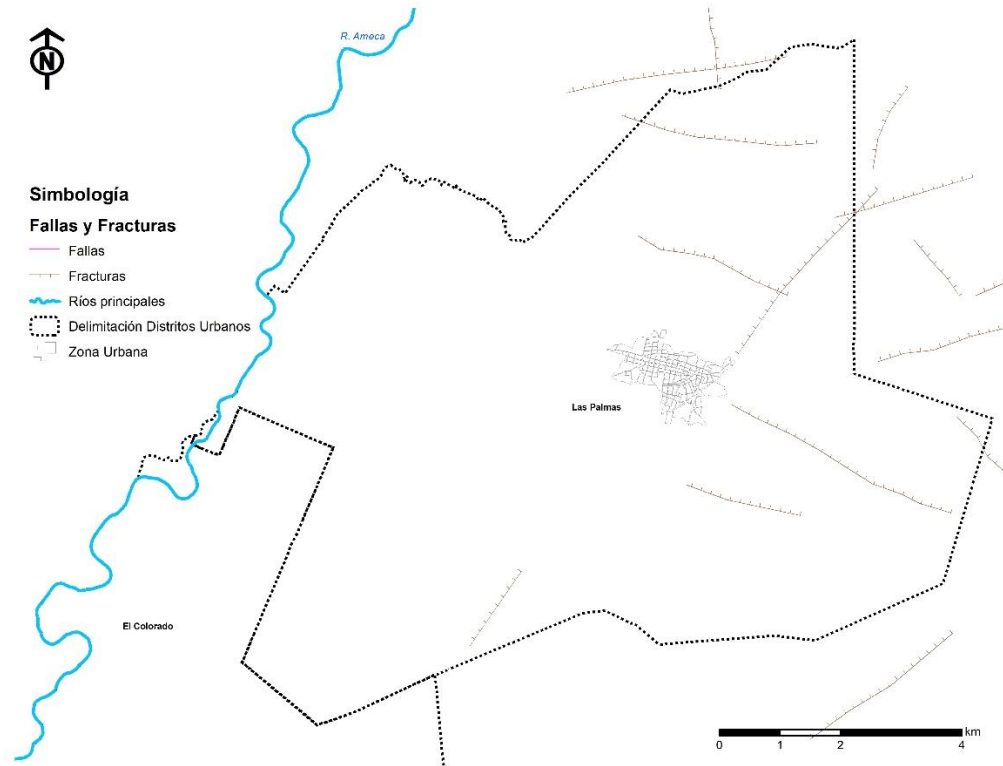 R. Ameca
N
Simbología
Fallas y Fracturas
Fallas
Fracturas
Ríos principales
Delimitación Distritos Urbanos
Zona Urbana
Las Palmas
El Colorado
km
0 1 2 4